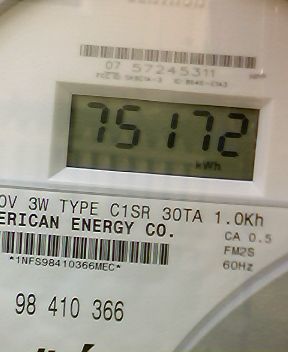 07 57245311
75172
kWh
0V 3W TYPE C1SR 30TA 1.0Kh
ERICAN ENERGY CO.
CA 0.5
FM2S
*1NFS98410366MEC*
60Hz
98 410 366